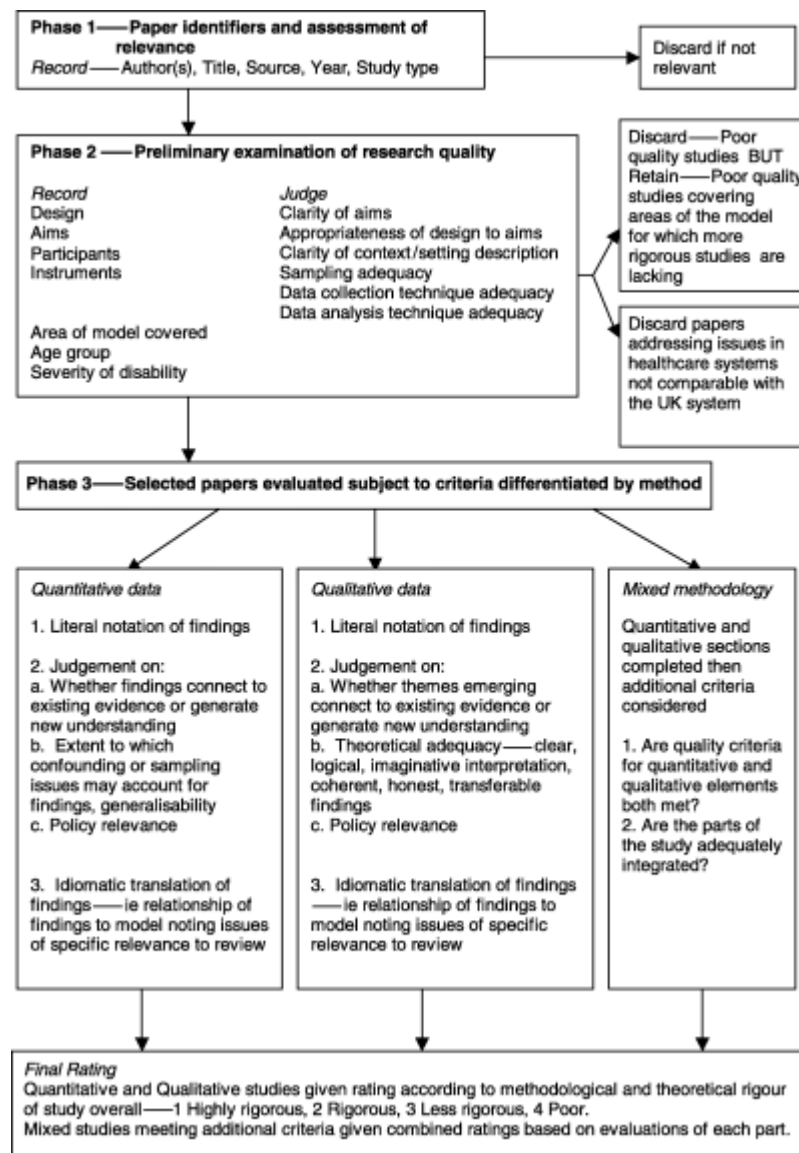 Phase 1——Paper identifiers and assessment of
relevance
Record——Author(s), Title, Source, Year, Study type
Discard if not
relevant
Phase 2 ——Preliminary examination of research quality
Record
Design
Aims
Participants
Instruments
Area of model covered
Age group
Severity of disability
Judge
Clarity of aims
Appropriateness of design to aims
Clarity of context/setting description
Sampling adequacy
Data collection technique adequacy
Data analysis technique adequacy
Discard——Poor
quality studies BUT
Retain——Poor quality
studies covering
areas of the model
for which more
rigorous studies are
lacking
Discard papers
addressing issues in
healthcare systems
not comparable with
the UK system
Phase 3——Selected papers evaluated subject to criteria differentiated by method
Quantitative data
1. Literal notation of findings
2. Judgement on:
a. Whether findings connect to
existing evidence or generate
new understanding
b. Extent to which
confounding or sampling
issues may account for
findings, generalisability
c. Policy relevance
3. Idiomatic translation of
findings——ie relationship of
findings to model noting issues
of specific relevance to review
Qualitative data
1. Literal notation of findings
2. Judgement on:
a. Whether themes emerging
connect to existing evidence or
generate new understanding
b. Theoretical adequacy——clear,
logical, imaginative interpretation,
coherent, honest, transferable
findings
c. Policy relevance
3. Idiomatic translation of findings
——ie relationship of findings to
model noting issues of specific
relevance to review
Mixed methodology
Quantitative and
qualitative sections
completed then
additional criteria
considered
1. Are quality criteria
for quantitative and
qualitative elements
both met?
2. Are the parts of
the study adequately
integrated?
Final Rating
Quantitative and Qualitative studies given rating according to methodological and theoretical rigour
of study overall——1 Highly rigorous, 2 Rigorous, 3 Less rigorous, 4 Poor.
Mixed studies meeting additional criteria given combined ratings based on evaluations of each part.